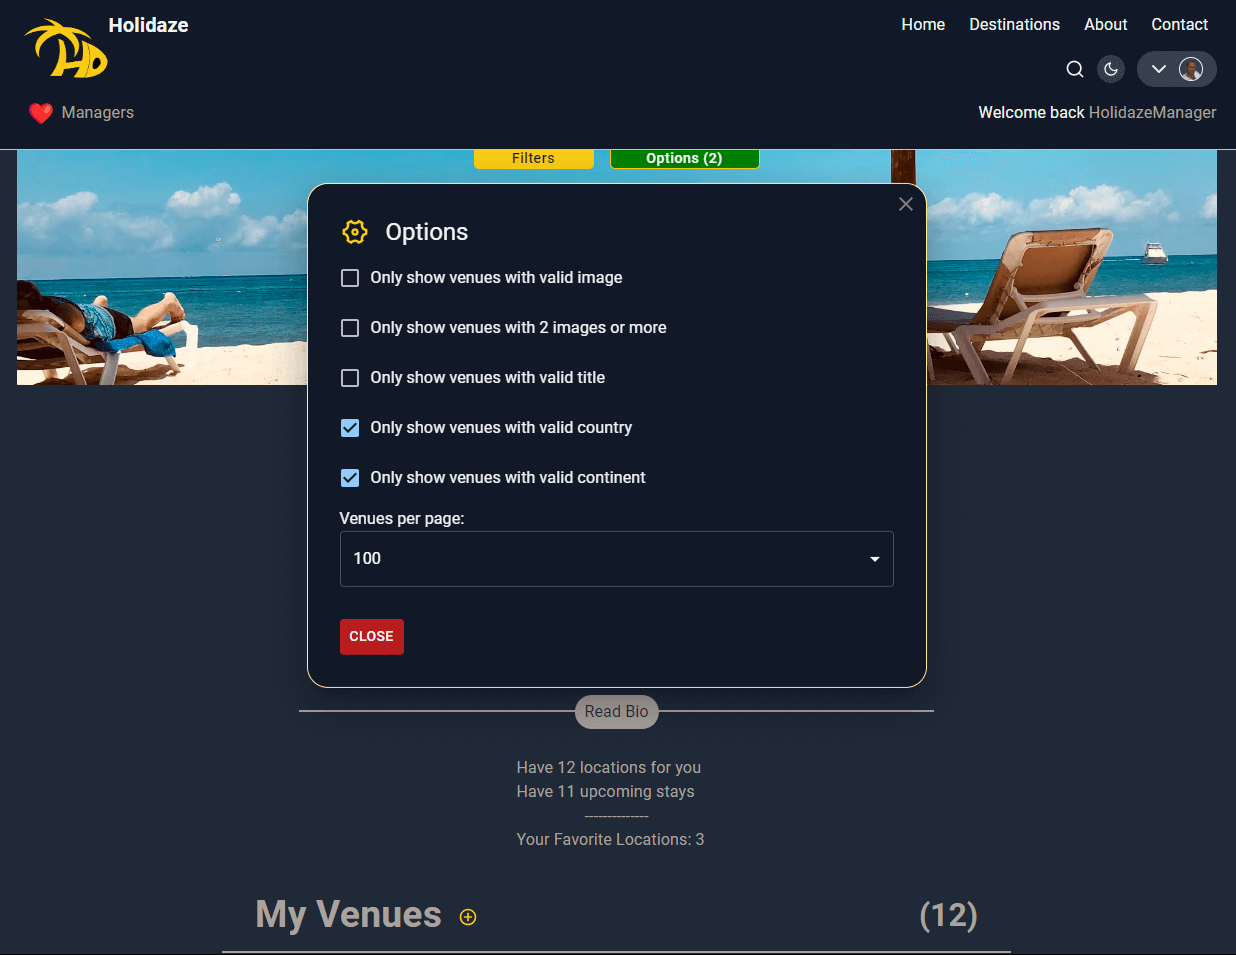 Holidaze
Home Destinations About Contact
Managers
Welcome back HolidazeManager
Filters
Options (2)
Options
Only show venues with valid image
Only show venues with 2 images or more
Only show venues with valid title
Only show venues with valid country
Only show venues with valid continent
Venues per page:
100
CLOSE
Read Bio
Have 12 locations for you
Have 11 upcoming stays
--------------
Your Favorite Locations: 3
My Venues
(12)